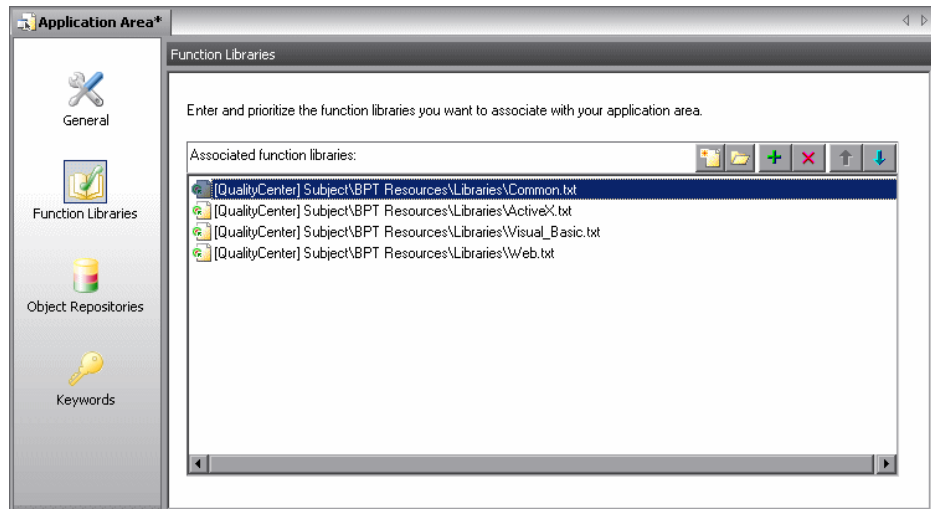 Application Area*
Function Libraries
General
Enter and prioritize the function libraries you want to associate with your application area.
Associated function libraries:
[QualityCenter] Subject\BPT Resources\Libraries\Common.txt
[QualityCenter] Subject\BPT Resources\Libraries\ActiveX.txt
[QualityCenter] Subject\BPT Resources\Libraries\Visual_Basic.txt
[QualityCenter] Subject\BPT Resources\Libraries\Web.txt
Function Libraries
Object Repositories
Keywords